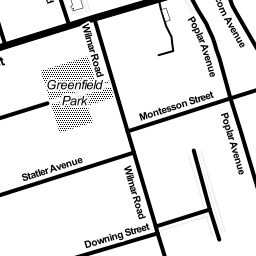 Wilmar Road
Poplar Avenue
Greenfield
Park
Montesson Street
Poplar Avenue
Statler Avenue
Wilmar Road
Downing Street